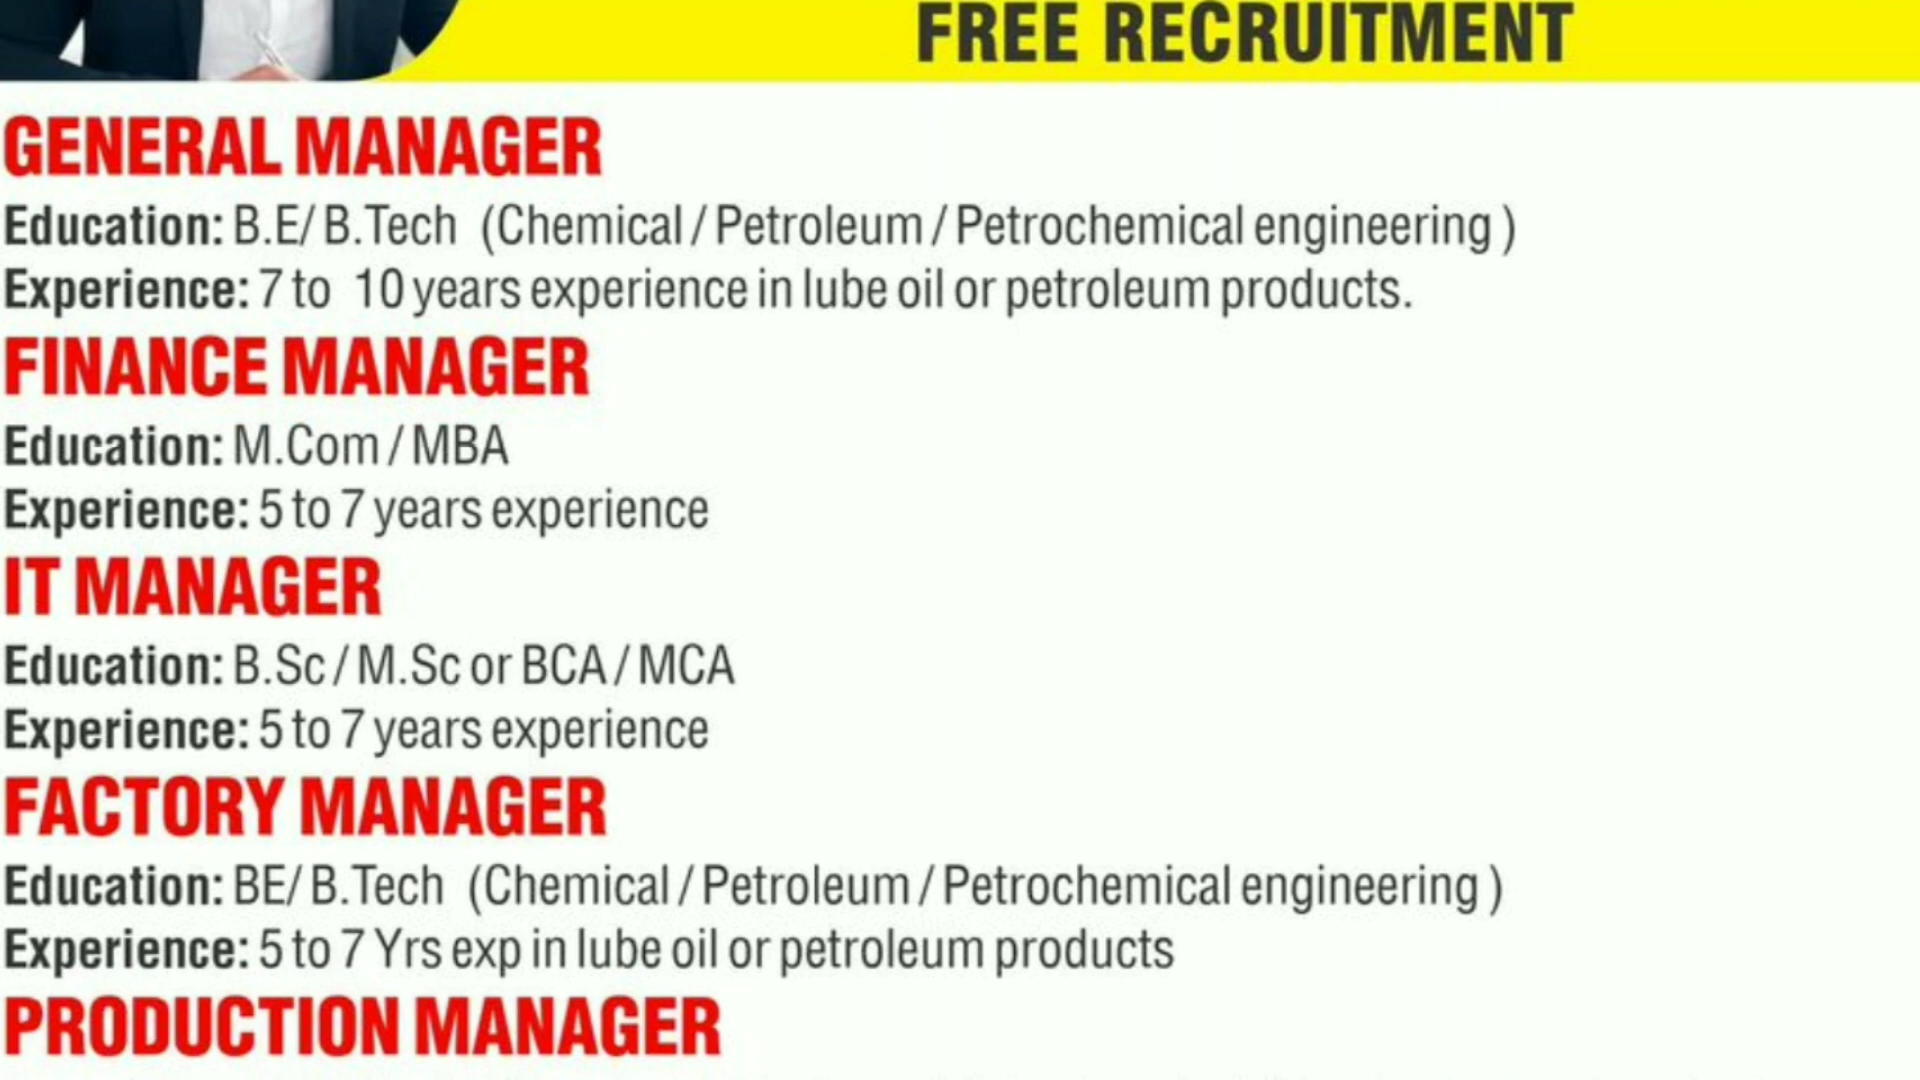 FREE RECRUITMENT
GENERAL MANAGER
Education: B.E/ B.Tech (Chemical / Petroleum / Petrochemical engineering )
Experience: 7 to 10 years experience in lube oil or petroleum products.
FINANCE MANAGER
Education: M.Com / MBA
Experience: 5 to 7 years experience
IT MANAGER
Education: B.Sc / M.Sc or BCA / MCA
Experience: 5 to 7 years experience
FACTORY MANAGER
Education: BE/ B.Tech (Chemical / Petroleum / Petrochemical engineering )
Experience: 5 to 7 Yrs exp in lube oil or petroleum products
PRODUCTION MANAGER